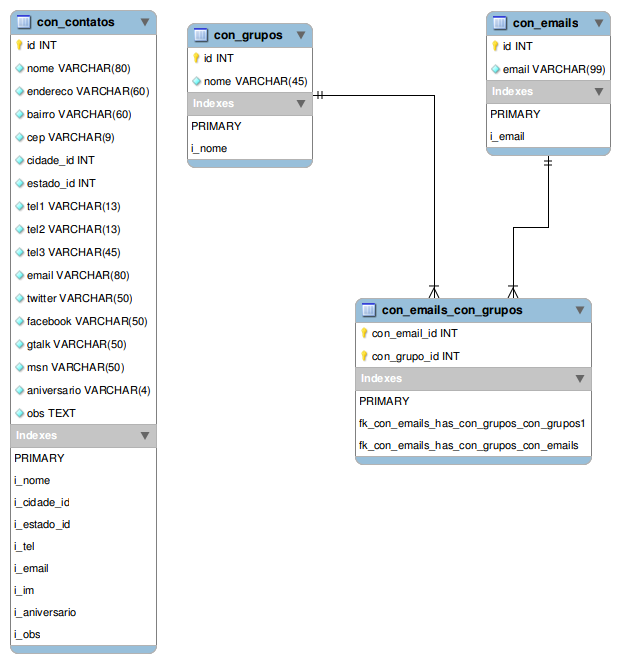 con_contatos
id INT
nome VARCHAR(80)
endereco VARCHAR(60)
bairro VARCHAR(60)
cep VARCHAR(9)
cidade_id INT
estado_id INT
tel1 VARCHAR(13)
tel2 VARCHAR(13)
tel3 VARCHAR(45)
email VARCHAR(80)
twitter VARCHAR(50)
facebook VARCHAR(50)
gtalk VARCHAR(50)
msn VARCHAR(50)
aniversario VARCHAR(4)
obs TEXT
Indexes
PRIMARY
i_nome
i_cidade_id
i_estado_id
i_tel
i_email
i_im
i_aniversario
i_obs
con_grupos
id INT
nome VARCHAR(45)
Indexes
PRIMARY
i_nome
con_emails
id INT
email VARCHAR(99)
Indexes
PRIMARY
i_email
con_emails_con_grupos
con_email_id INT
con_grupo_id INT
Indexes
PRIMARY
fk_con_emails_has_con_grupos_con_grupos1
fk_con_emails_has_con_grupos_con_emails